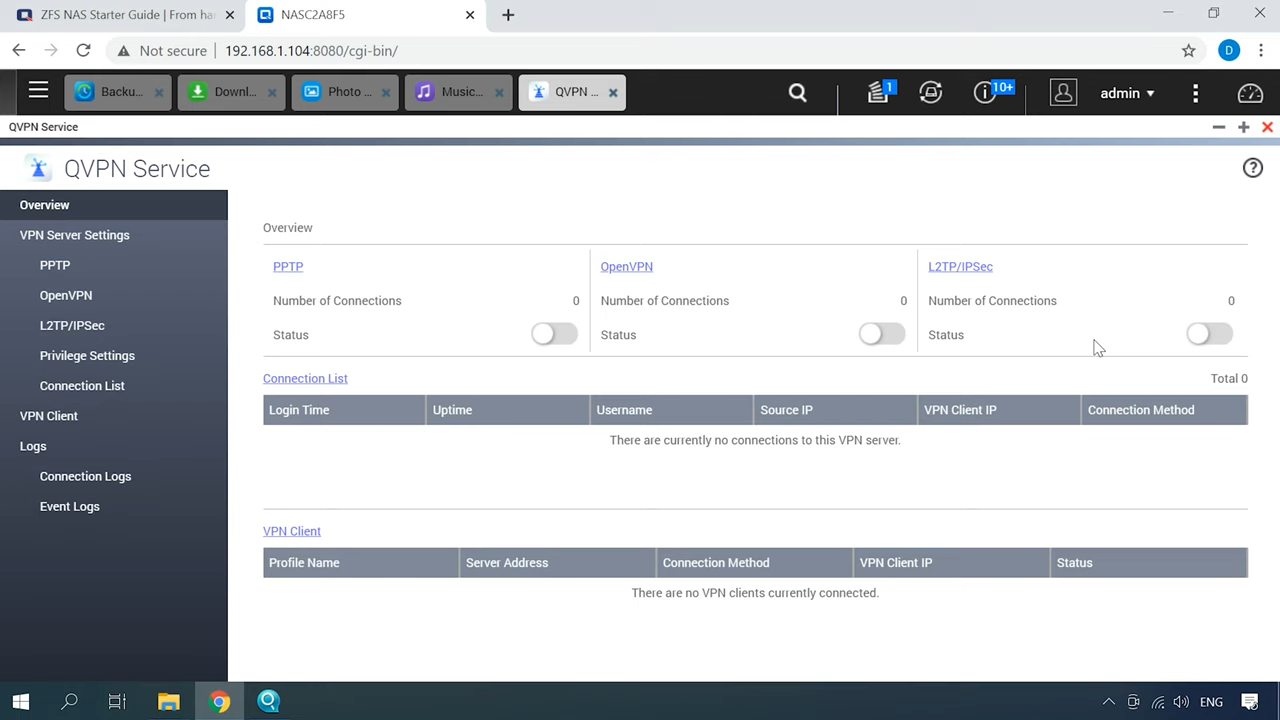 ZFS NAS Starter Guide | From ha
NASC2A8F5
Not secure
192.168.1.104:8080/cgi-bin/
D
Backu...
Downl...
Photo ...
Music...
QVPN ...
1
10+
admin
QVPN Service
QVPN Service
Overview
VPN Server Settings
PPTP
OpenVPN
L2TP/IPSec
Privilege Settings
Connection List
VPN Client
Logs
Connection Logs
Event Logs
Overview
PPTP
Number of Connections 0
Status
OpenVPN
Number of Connections 0
Status
L2TP/IPSec
Number of Connections 0
Status
Connection List
Total 0
Login Time Uptime Username Source IP VPN Client IP Connection Method
There are currently no connections to this VPN server.
VPN Client
Profile Name Server Address Connection Method VPN Client IP Status
There are no VPN clients currently connected.
ENG